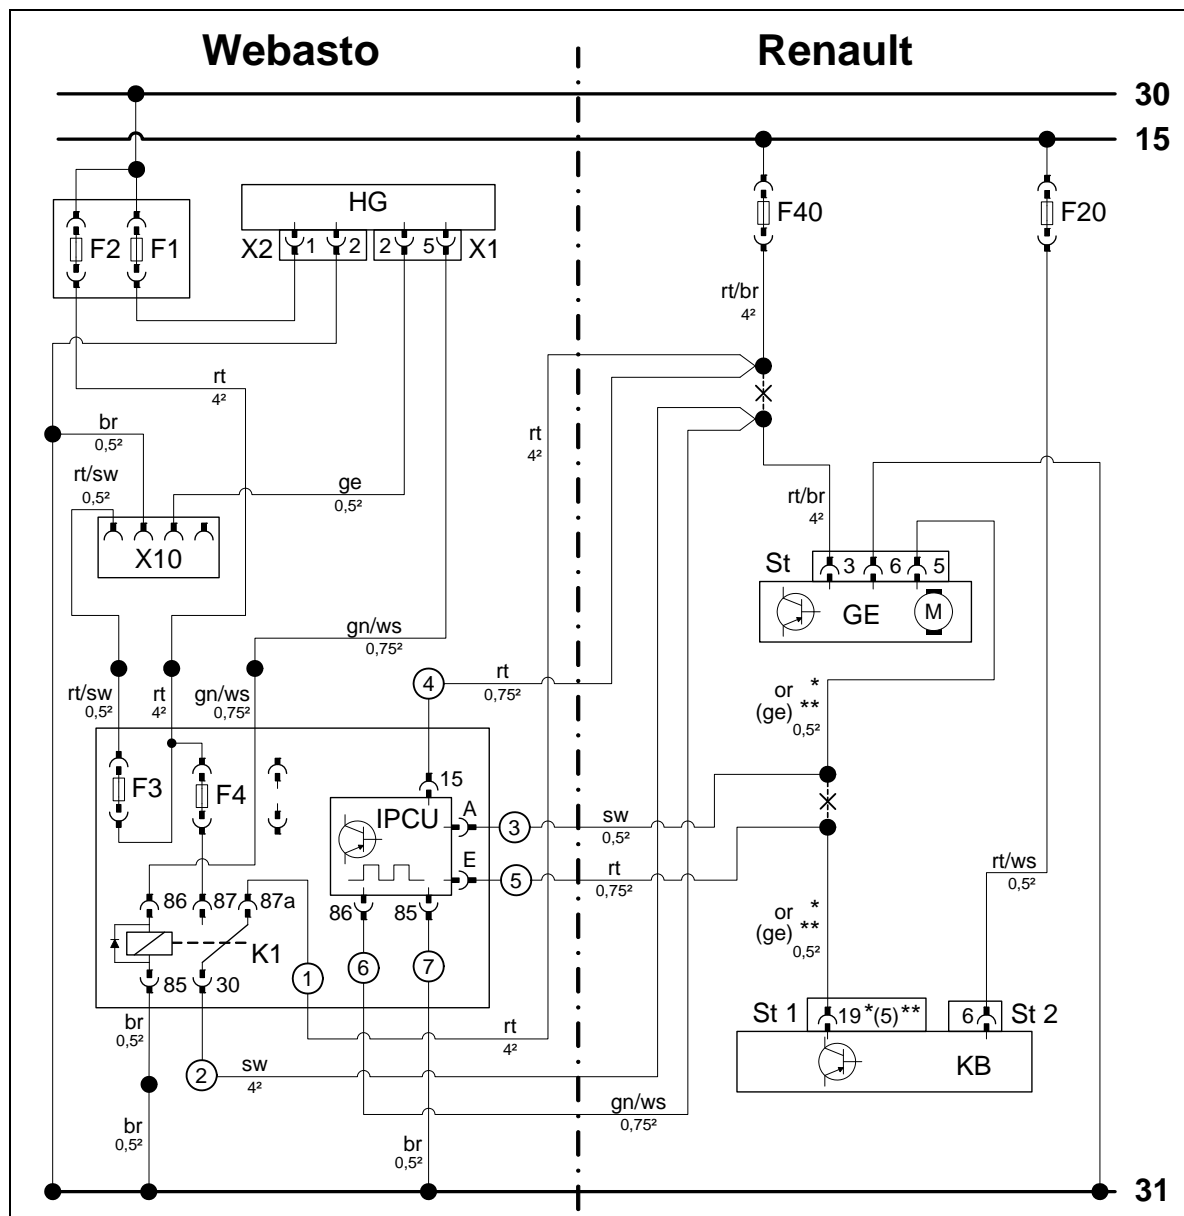 Webasto Renault
30
15
HG
F40
F20
F2 F1
X2 1 2 2 5 X1
rt/br
4²
rt
4²
br
0,5²
rt
4²
rt/sw
0,5²
ge
0,5²
rt/br
4²
X10
St 3 6 5
GE M
gn/ws
0,75²
4
rt
0,75²
rt/sw
0,5²
rt
4²
gn/ws
0,75²
or *
(ge) **
0,5²
F3 F4
15
IPCU A
3
sw
0,5²
E
5
rt
0,75²
rt/ws
0,5²
86 87 87a
86 85
or *
(ge) **
0,5²
K1
85 30
1 6 7
St 1 19*(5)** 6 St 2
br
0,5²
rt
4²
KB
2
sw
4²
gn/ws
0,75²
br
0,5²
br
0,5²
31